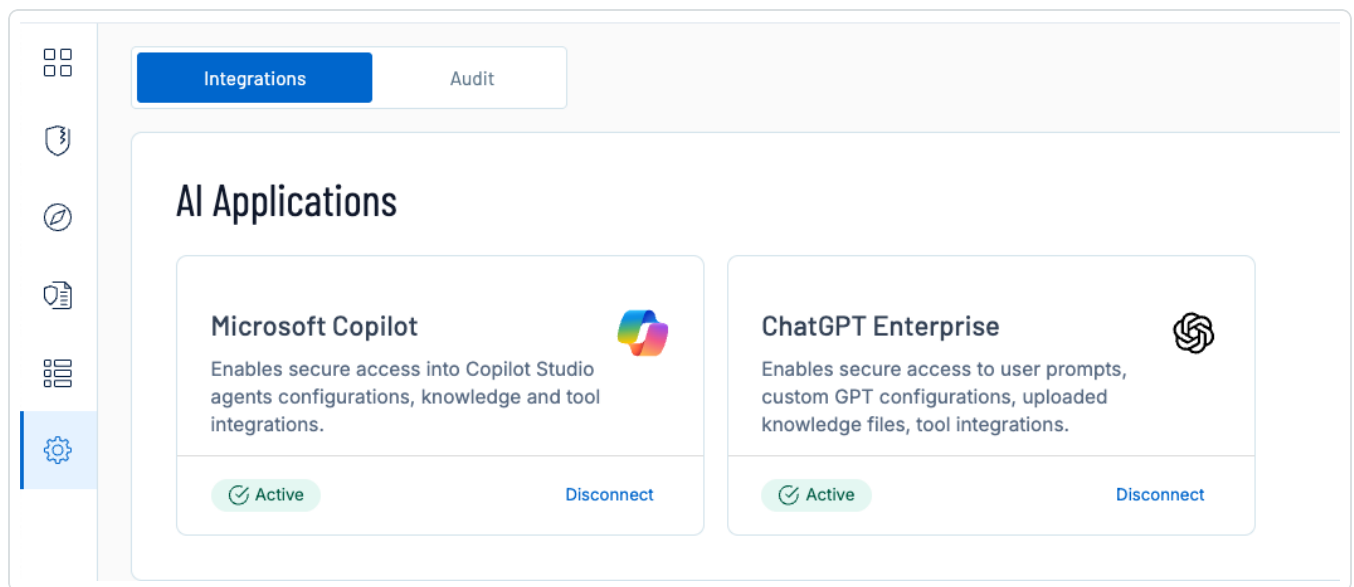 Integrations
Audit
AI Applications
Microsoft Copilot
Enables secure access into Copilot Studio
agents configurations, knowledge and tool
integrations.
Active
Disconnect
ChatGPT Enterprise
Enables secure access to user prompts,
custom GPT configurations, uploaded
knowledge files, tool integrations.
Active
Disconnect